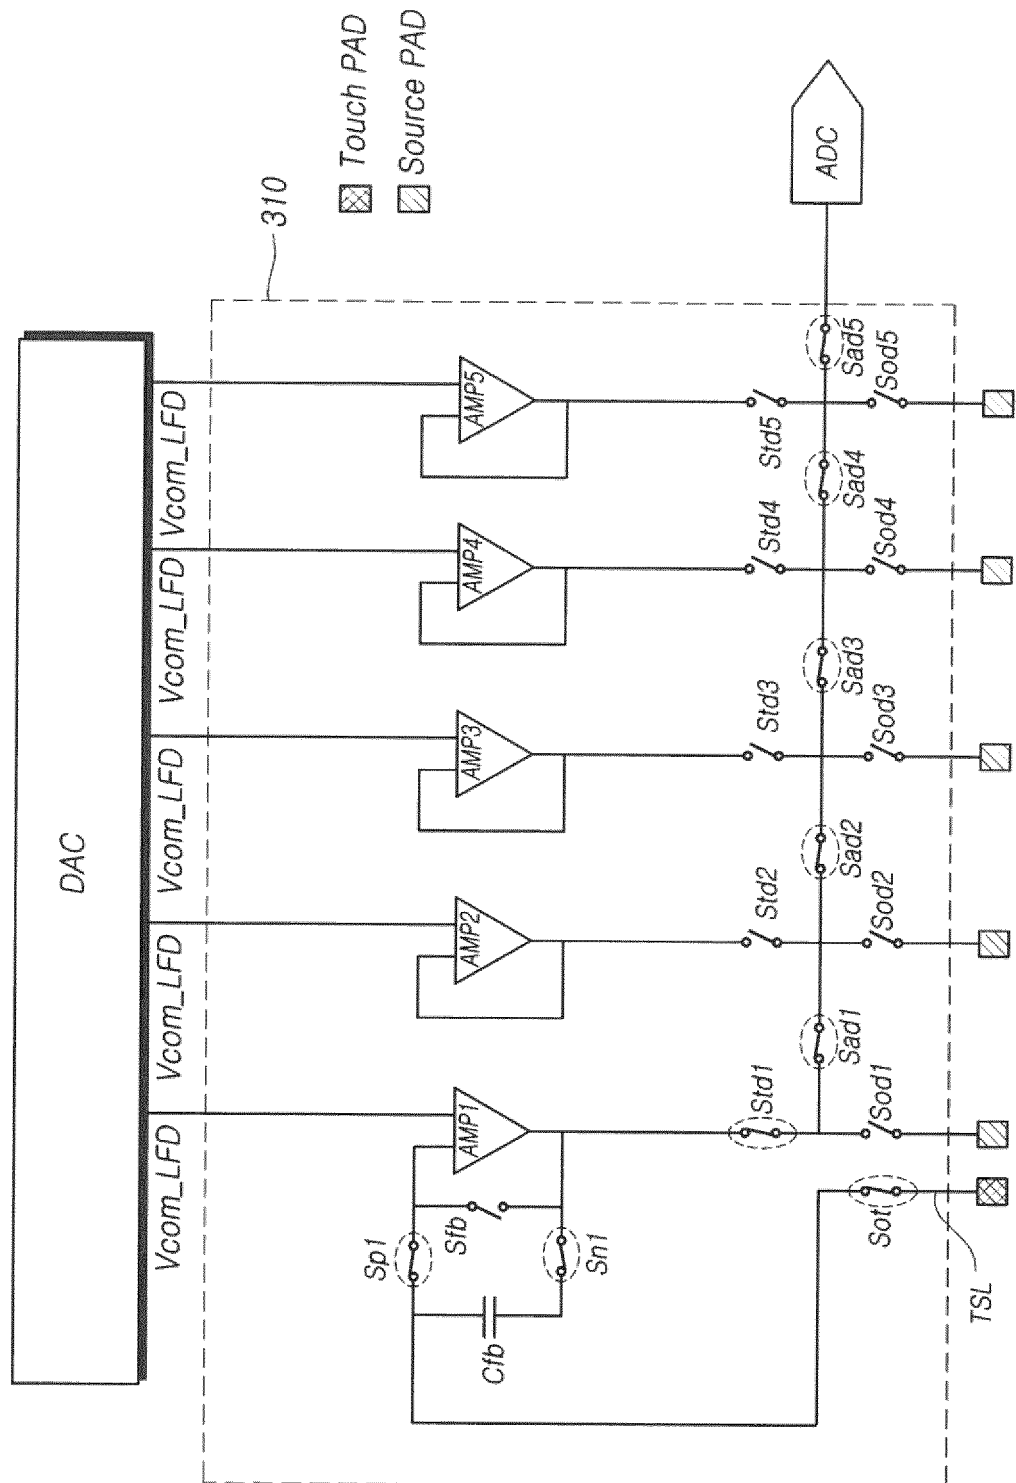 DAC
310
Touch PAD
Source PAD
Vcom_LFD
Vcom_LFD
Vcom_LFD
Vcom_LFD
Vcom_LFD
AMP1
AMP2
AMP3
AMP4
AMP5
Sp1
Sfb
Cfb
Sn1
Std1
Std2
Std3
Std4
Std5
Sad1
Sad2
Sad3
Sad4
Sad5
ADC
Sot
Sod1
Sod2
Sod3
Sod4
Sod5
TSL